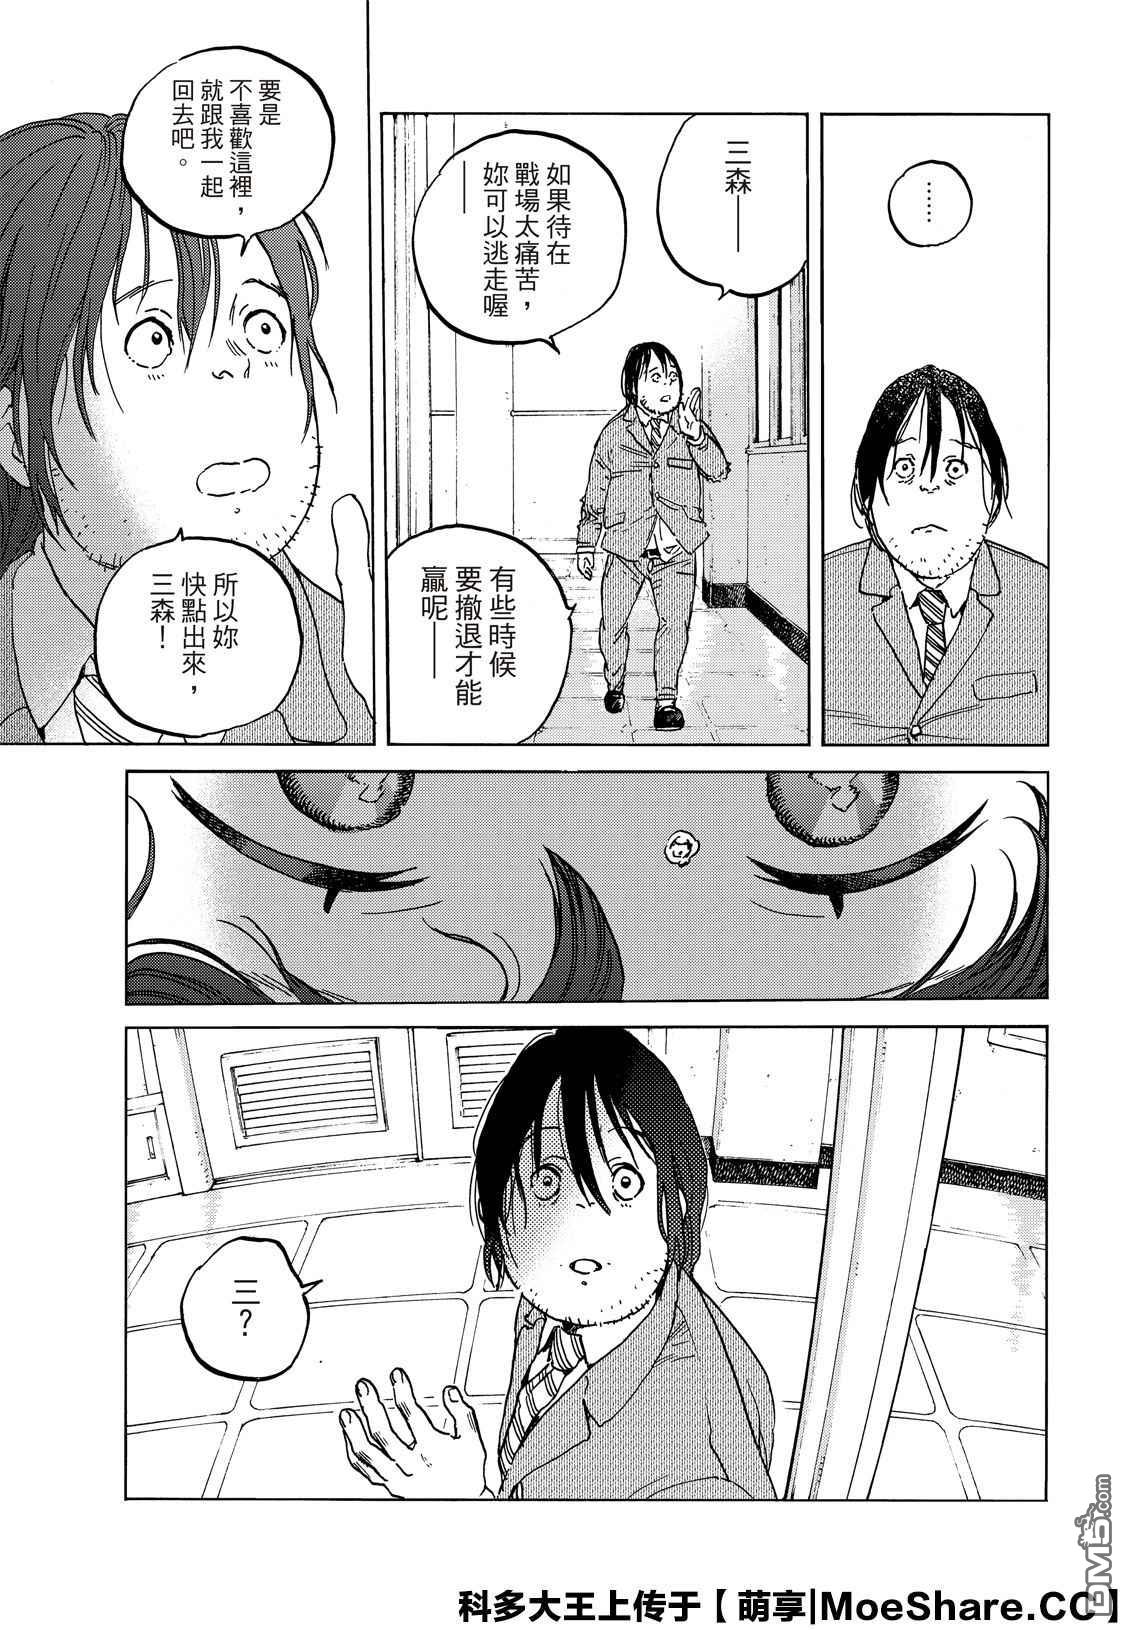 ……
三森──
如果待在
戰場太痛苦，
妳可以逃走喔
──
有些時候
要撤退才能
贏呢──
要是
不喜歡這裡，
就跟我一起
回去吧。
所以妳
快點出來，
三森！
三？
科多大王上传于【萌享|MoeShare.CC】
DM5.com